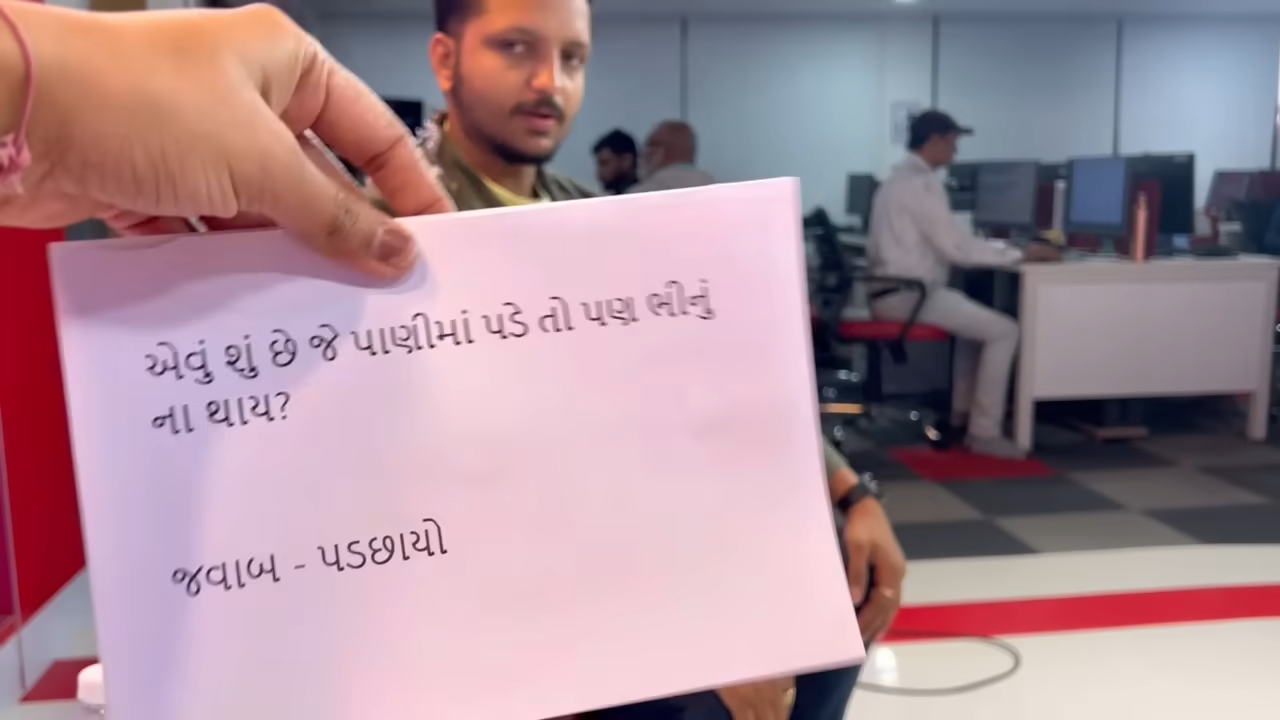 એવું શું છે જે પાણીમાં પડે તો પણ ભીનું
ના થાય?
જવાબ - પડછાયો